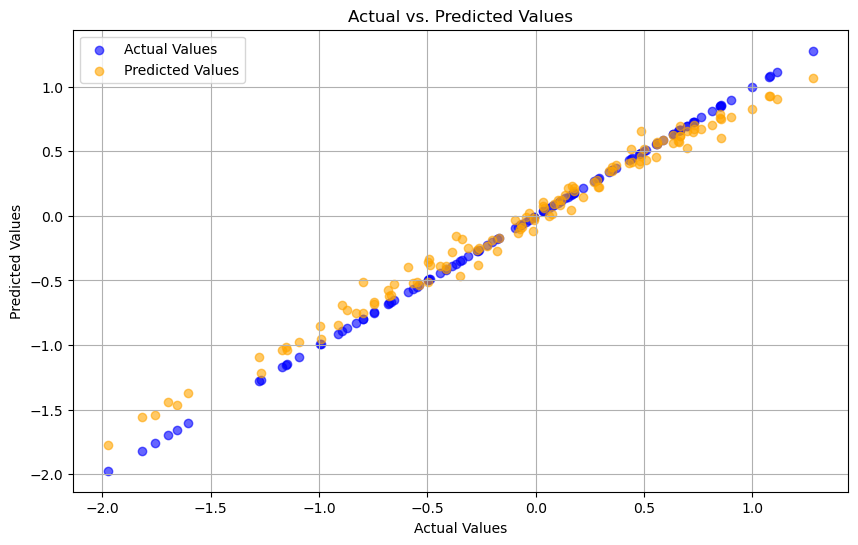 Actual vs. Predicted Values
Actual Values
Predicted Values
Predicted Values
1.0
0.5
0.0
−0.5
−1.0
−1.5
−2.0
−2.0 −1.5 −1.0 −0.5 0.0 0.5 1.0
Actual Values